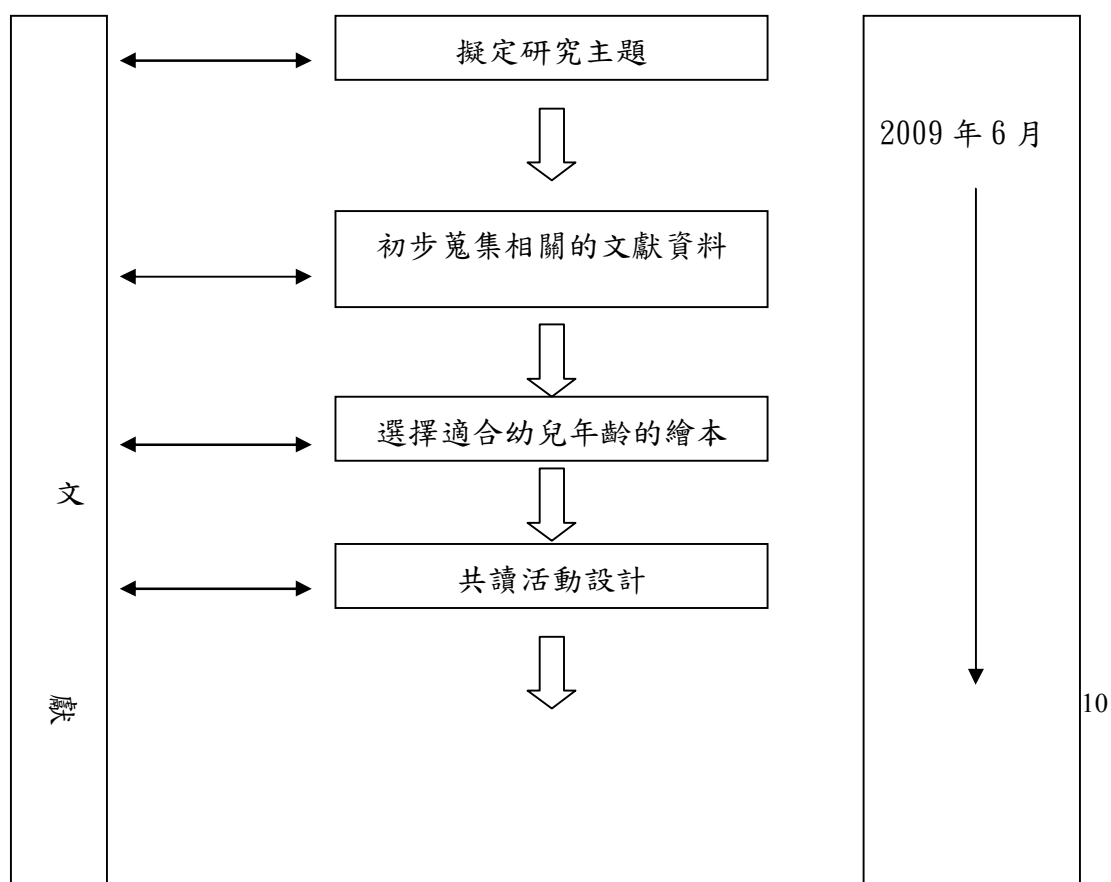 擬定研究主題
2009 年 6 月
初步蒐集相關的文獻資料
選擇適合幼兒年齡的繪本
共讀活動設計
文
獻
10